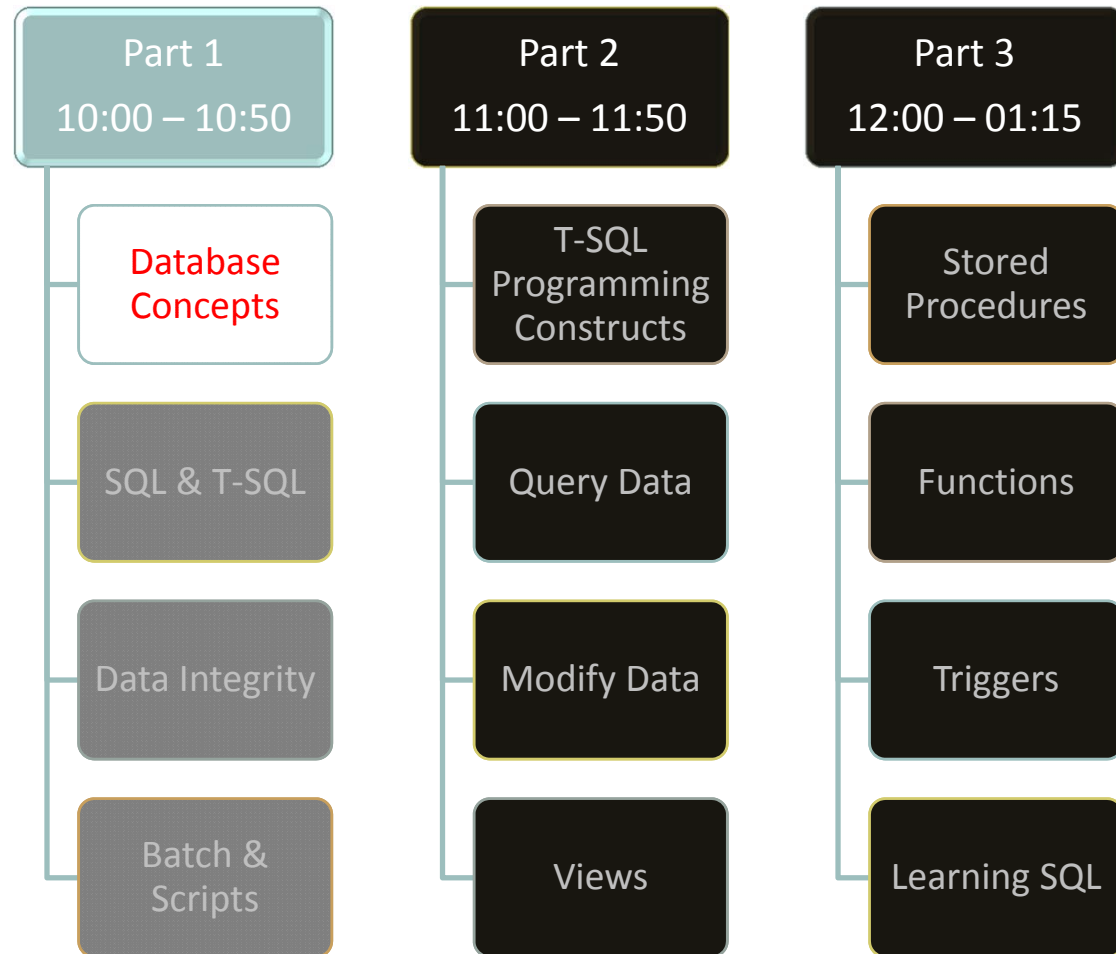 Part 1
10:00 – 10:50
Database
Concepts
SQL & T-SQL
Data Integrity
Batch &
Scripts
Part 2
11:00 – 11:50
T-SQL
Programming
Constructs
Query Data
Modify Data
Views
Part 3
12:00 – 01:15
Stored
Procedures
Functions
Triggers
Learning SQL